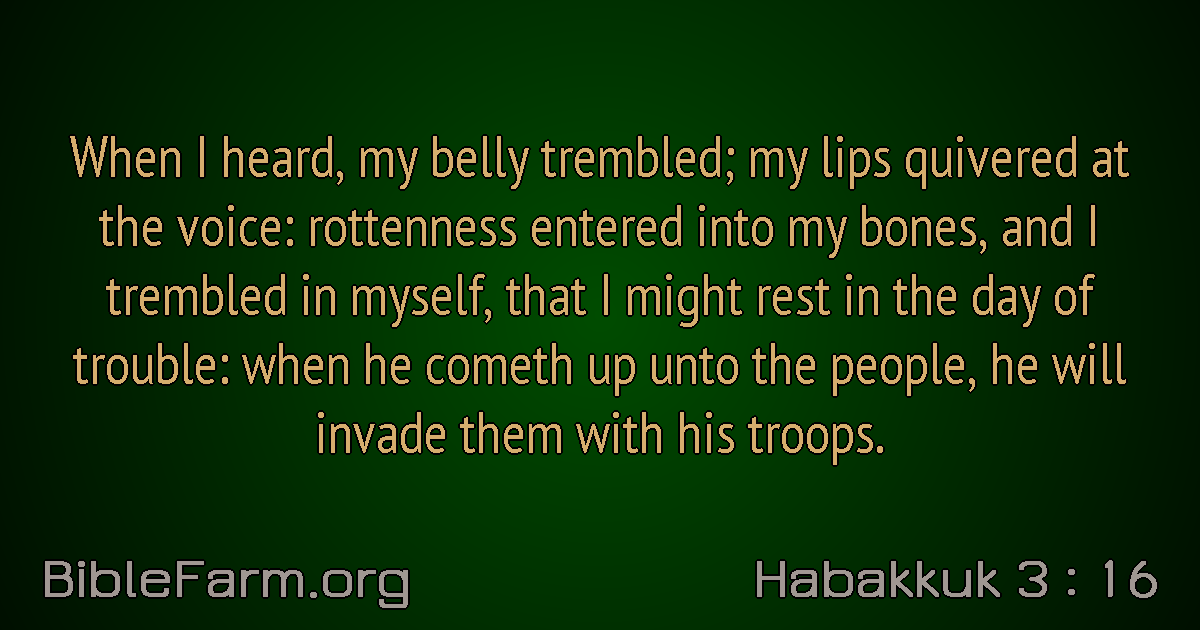 When I heard, my belly trembled; my lips quivered at
the voice: rottenness entered into my bones, and I
trembled in myself, that I might rest in the day of
trouble: when he cometh up unto the people, he will
invade them with his troops.
BibleFarm.org
Habakkuk 3 : 16